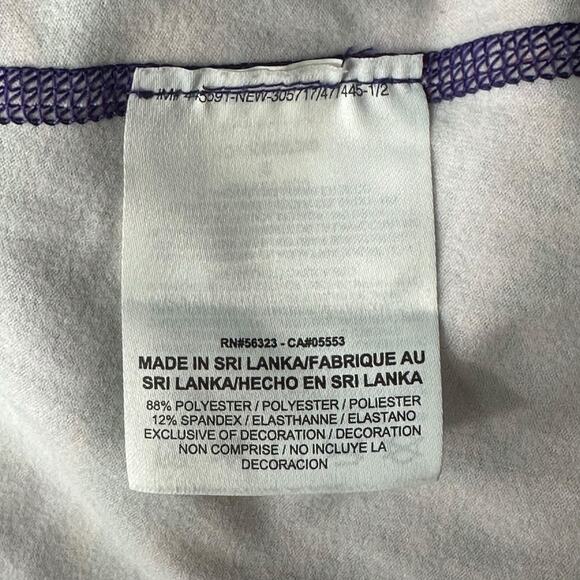 RN#56323 - CA#05553
MADE IN SRI LANKA/FABRIQUE AU
SRI LANKA/HECHO EN SRI LANKA
88% POLYESTER / POLYESTER / POLIESTER
12% SPANDEX / ELASTHANNE / ELASTANO
EXCLUSIVE OF DECORATION / DECORATION
NON COMPRISE / NO INCLUYE LA
DECORACION